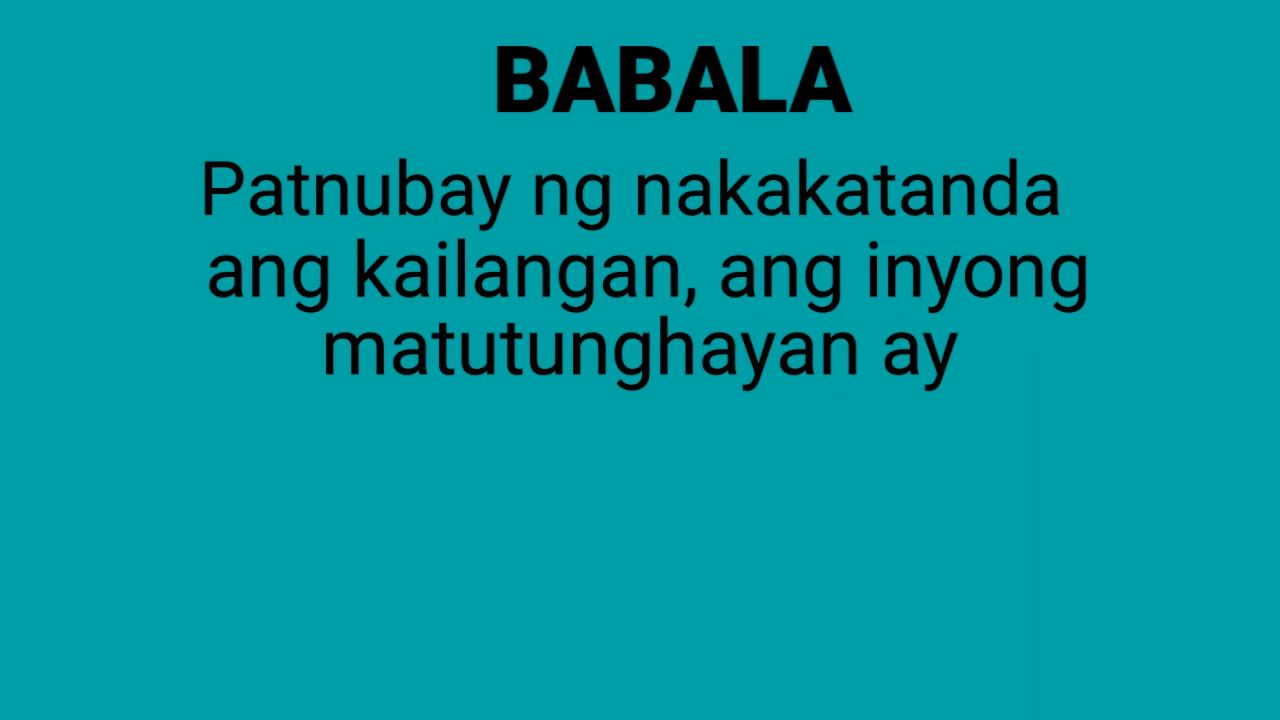 BABALA
Patnubay ng nakakatanda
ang kailangan, ang inyong
matutunghayan ay